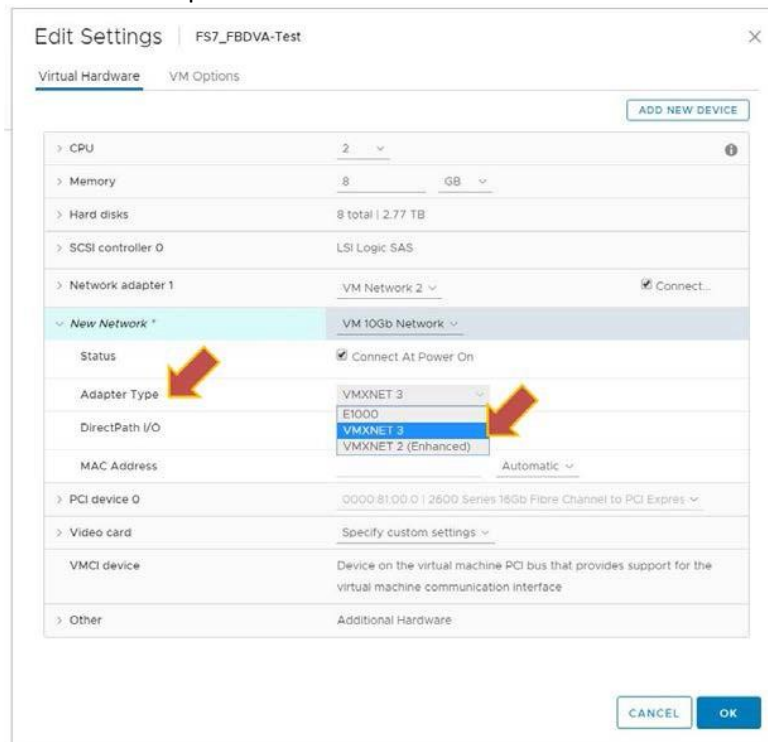 Edit Settings FS7_FBDVA-Test
Virtual Hardware VM Options
ADD NEW DEVICE
CPU 2
Memory 8 GB
Hard disks 8 total | 2.77 TB
SCSI controller 0 LSI Logic SAS
Network adapter 1 VM Network 2 Connect...
New Network * VM 10Gb Network
Status Connect At Power On
Adapter Type VMXNET 3
E1000
DirectPath I/O VMXNET 3
VMXNET 2 (Enhanced)
MAC Address Automatic
PCI device 0 0000:81:00.0 | 2600 Series 16Gb Fibre Channel to PCI Expres
Video card Specify custom settings
VMCI device Device on the virtual machine PCI bus that provides support for the
virtual machine communication interface
Other Additional Hardware
CANCEL OK